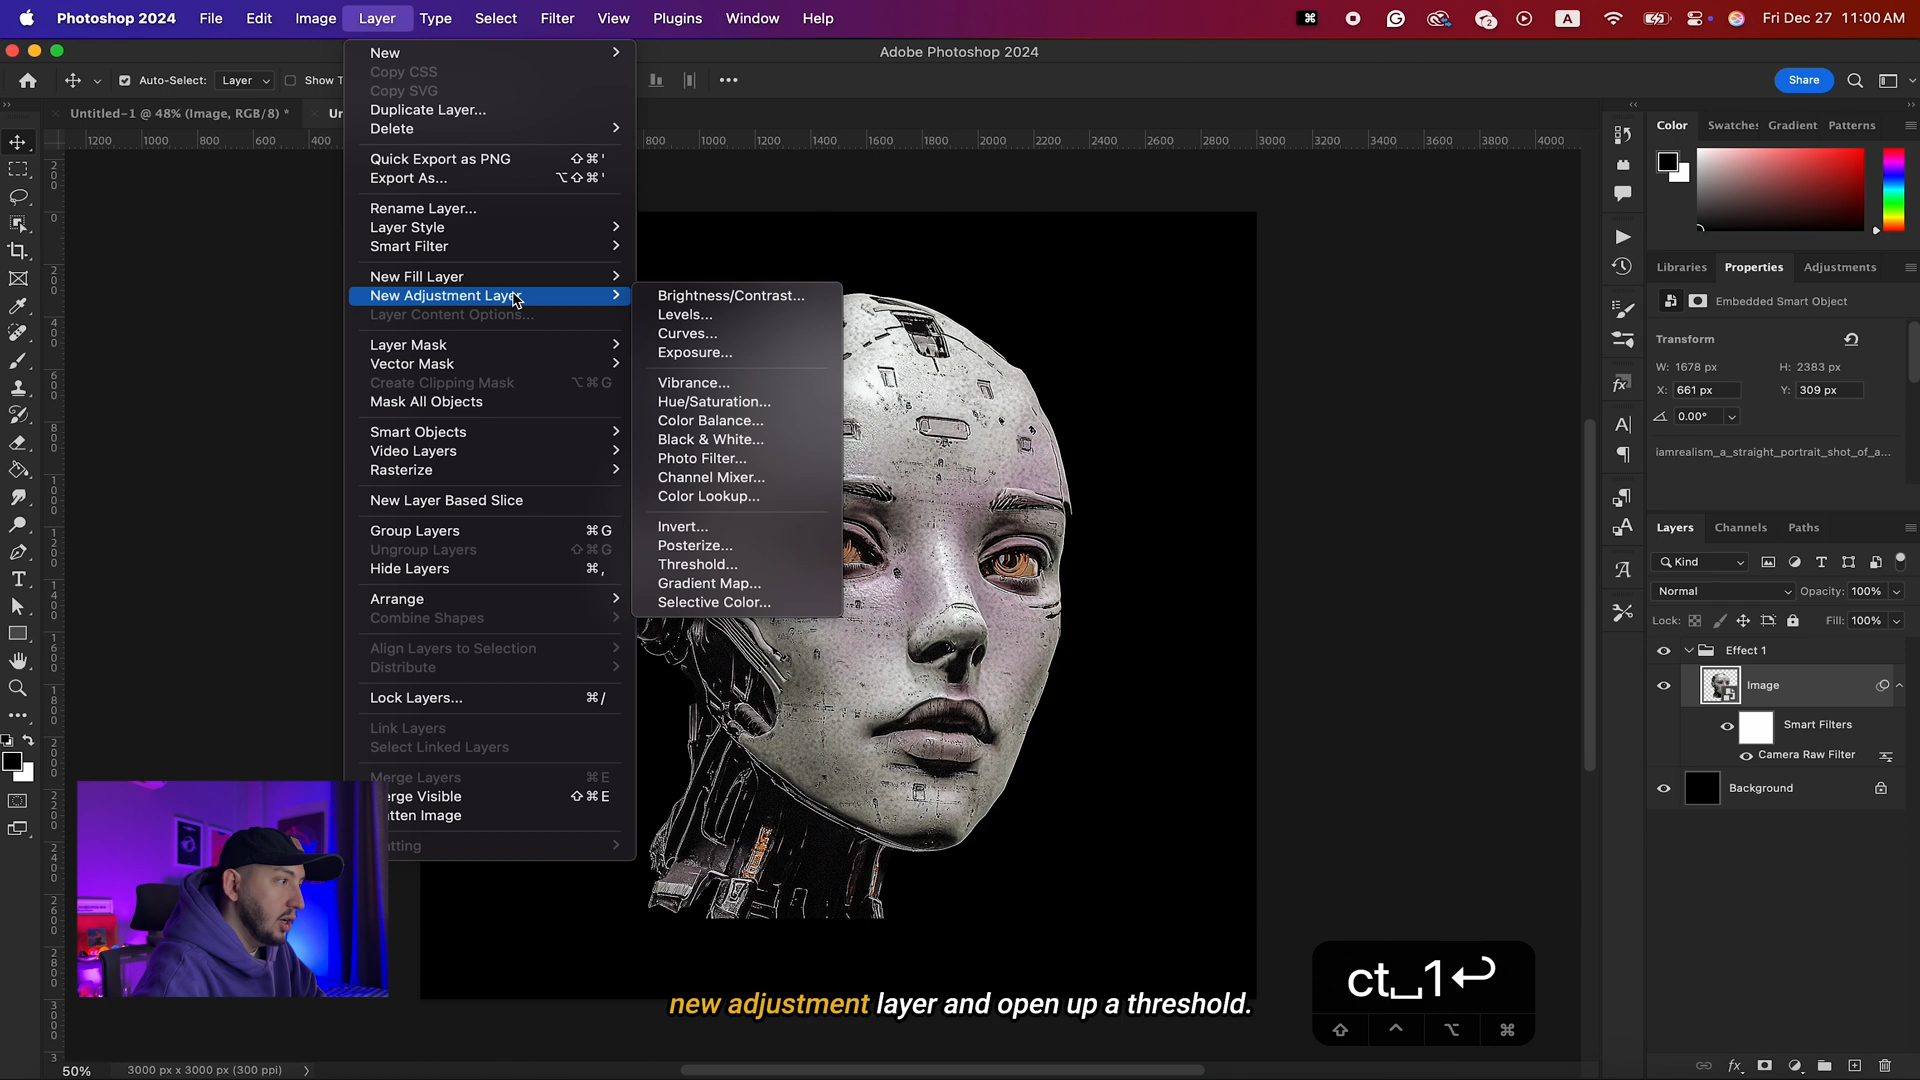 Photoshop 2024 File Edit Image Layer Type Select Filter View Plugins Window Help
A 2 Fri Dec 27 11:00 AM
Adobe Photoshop 2024
Auto-Select: Layer Show T
Share
Untitled-1 @ 48% (Image, RGB/8) *
Un
1200 1000 800 600 400 800 1000 1200 1400 1600 1800 2000 2200 2400 2600 2800 3000 3200 3400 3600 3800 4000
New
Copy CSS
Copy SVG
Duplicate Layer...
Delete
Quick Export as PNG ⇧⌘'
Export As... ⌥⇧⌘'
Rename Layer...
Layer Style
Smart Filter
New Fill Layer
New Adjustment Layer
Layer Content Options...
Layer Mask
Vector Mask
Create Clipping Mask ⌥⌘G
Mask All Objects
Smart Objects
Video Layers
Rasterize
New Layer Based Slice
Group Layers ⌘G
Ungroup Layers ⇧⌘G
Hide Layers ⌘,
Arrange
Combine Shapes
Align Layers to Selection
Distribute
Lock Layers... ⌘/
Link Layers
Select Linked Layers
Merge Layers ⌘E
erge Visible ⇧⌘E
atten Image
atting
Brightness/Contrast...
Levels...
Curves...
Exposure...
Vibrance...
Hue/Saturation...
Color Balance...
Black & White...
Photo Filter...
Channel Mixer...
Color Lookup...
Invert...
Posterize...
Threshold...
Gradient Map...
Selective Color...
Color Swatches Gradient Patterns
Libraries Properties Adjustments
Embedded Smart Object
Transform
W: 1678 px H: 2383 px
X: 661 px Y: 309 px
0.00°
iamrealism_a_straight_portrait_shot_of_a...
Layers Channels Paths
Kind
Normal Opacity: 100%
Lock: Fill: 100%
Effect 1
Image
Smart Filters
Camera Raw Filter
Background
ct␣1↩
⇧ ⌃ ⌥ ⌘
new adjustment layer and open up a threshold.
50% 3000 px x 3000 px (300 ppi)